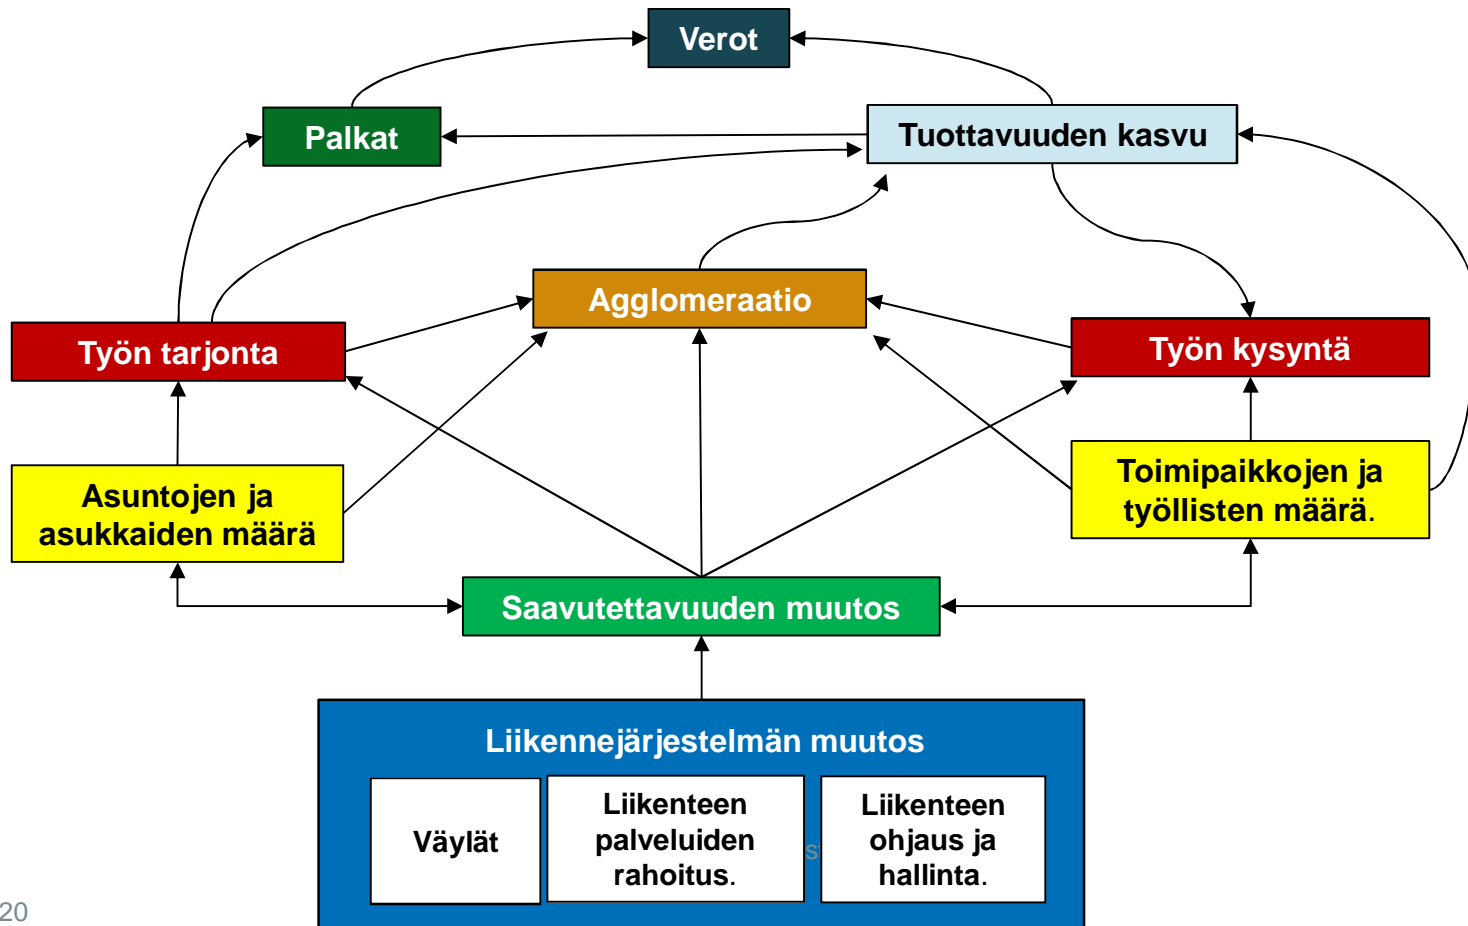 Verot
Palkat
Tuottavuuden kasvu
Agglomeraatio
Työn tarjonta
Työn kysyntä
Asuntojen ja
asukkaiden määrä
Toimipaikkojen ja
työllisten määrä.
Saavutettavuuden muutos
Liikennejärjestelmän muutos
Väylät
Liikenteen
palveluiden
rahoitus.
Liikenteen
ohjaus ja
hallinta.
20